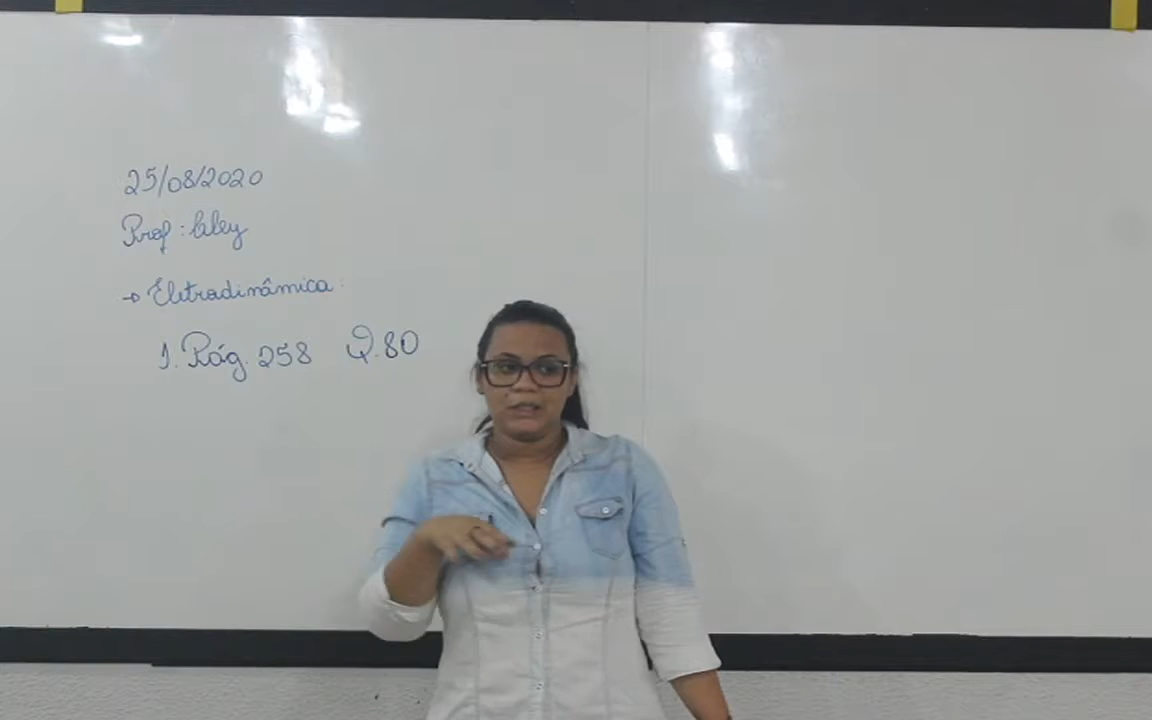 25/08/2020
Prof: Cley
→ Eletrodinâmica:
1. Pág. 258 Q.80